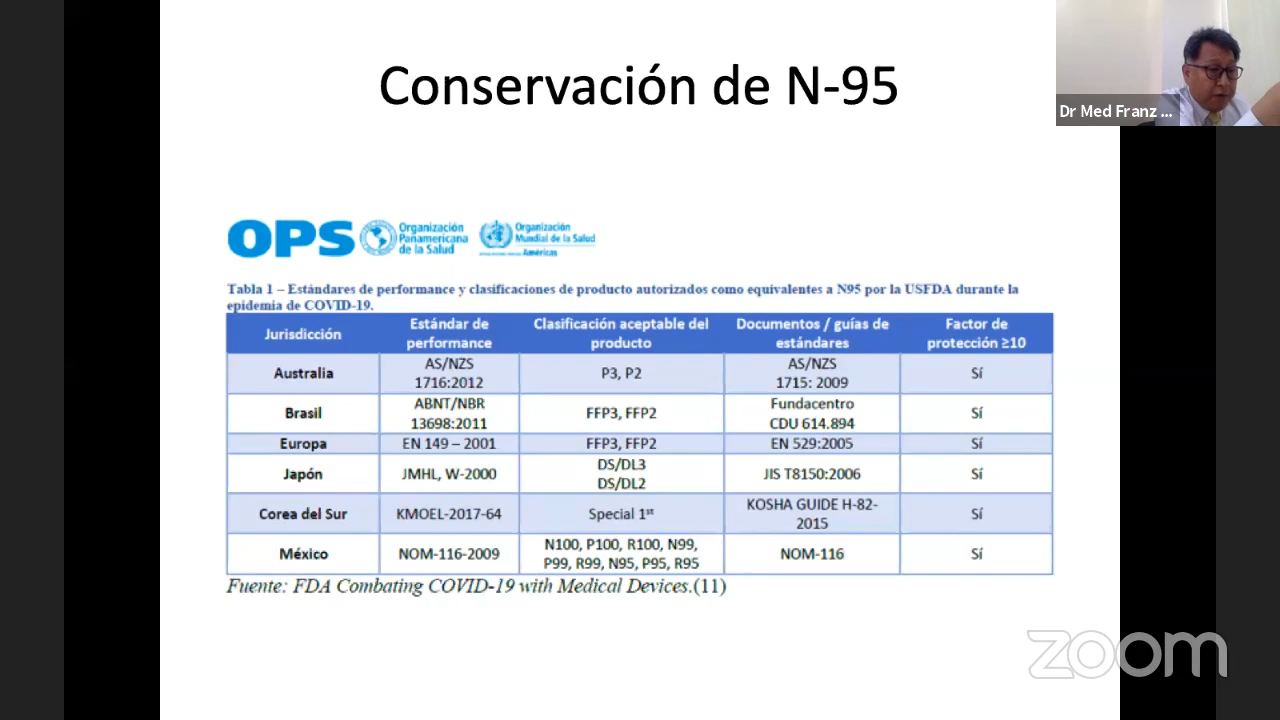 Conservación de N-95
Dr Med Franz ...
OPS
Organización
Panamericana
de la Salud
Organización
Mundial de la Salud
Américas
Tabla 1 – Estándares de performance y clasificaciones de producto autorizados como equivalentes a N95 por la USFDA durante la
epidemia de COVID-19.
Jurisdicción
Estándar de
performance
Clasificación aceptable del
producto
Documentos / guías de
estándares
Factor de
protección ≥10
Australia
AS/NZS
1716:2012
P3, P2
AS/NZS
1715: 2009
Sí
Brasil
ABNT/NBR
13698:2011
FFP3, FFP2
Fundacentro
CDU 614.894
Sí
Europa
EN 149 – 2001
FFP3, FFP2
EN 529:2005
Sí
Japón
JMHL, W-2000
DS/DL3
DS/DL2
JIS T8150:2006
Sí
Corea del Sur
KMOEL-2017-64
Special 1st
KOSHA GUIDE H-82-
2015
Sí
México
NOM-116-2009
N100, P100, R100, N99,
P99, R99, N95, P95, R95
NOM-116
Sí
Fuente: FDA Combating COVID-19 with Medical Devices.(11)
zoom